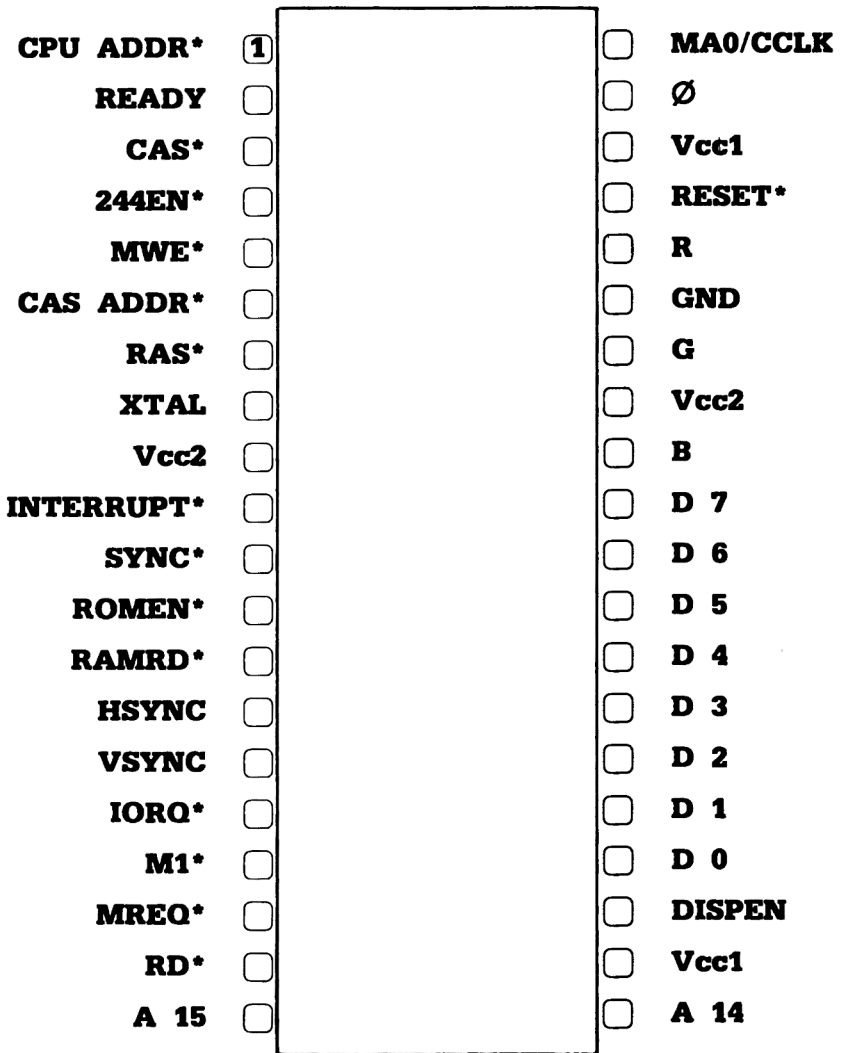 CPU ADDR* 1 MA0/CCLK
READY Ø
CAS* Vcc1
244EN* RESET*
MWE* R
CAS ADDR* GND
RAS* G
XTAL Vcc2
Vcc2 B
INTERRUPT* D 7
SYNC* D 6
ROMEN* D 5
RAMRD* D 4
HSYNC D 3
VSYNC D 2
IORQ* D 1
M1* D 0
MREQ* DISPEN
RD* Vcc1
A 15 A 14